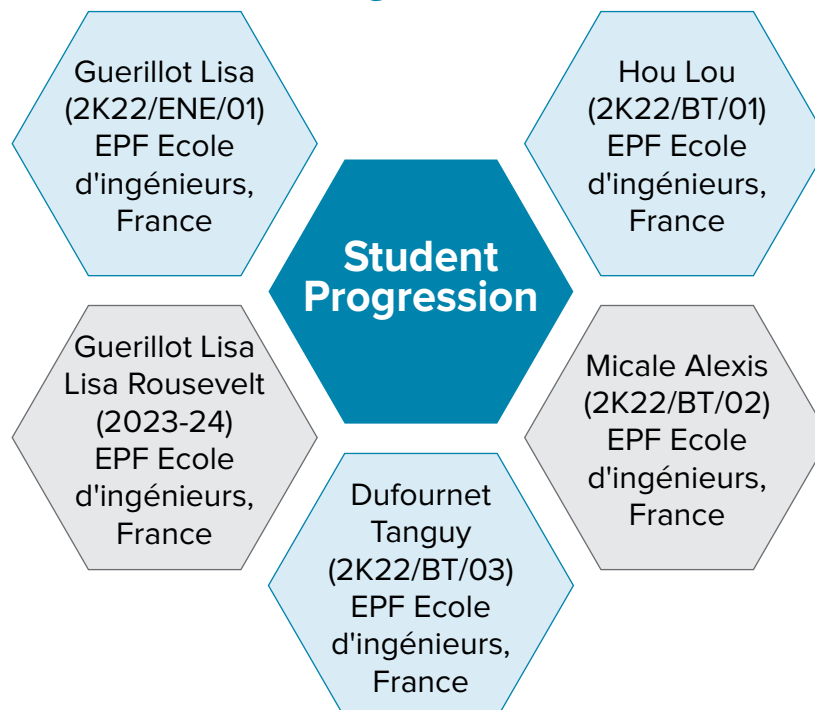 Guerillot Lisa
(2K22/ENE/01)
EPF Ecole
d'ingénieurs,
France
Hou Lou
(2K22/BT/01)
EPF Ecole
d'ingénieurs,
France
Student
Progression
Guerillot Lisa
Lisa Rousevelt
(2023-24)
EPF Ecole
d'ingénieurs,
France
Micale Alexis
(2K22/BT/02)
EPF Ecole
d'ingénieurs,
France
Dufournet
Tanguy
(2K22/BT/03)
EPF Ecole
d'ingénieurs,
France